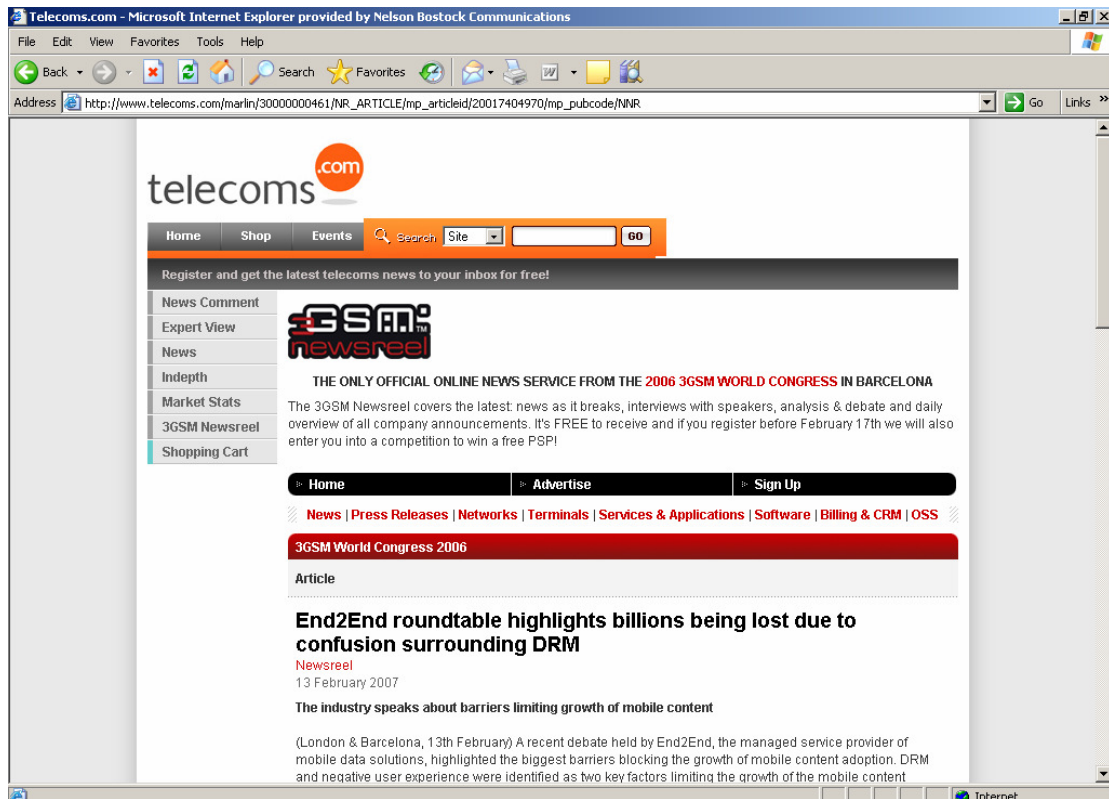 Telecoms.com - Microsoft Internet Explorer provided by Nelson Bostock Communications
File Edit View Favorites Tools Help
Back Search Favorites
Address http://www.telecoms.com/marlin/30000000461/NR_ARTICLE/mp_articleid/20017404970/mp_pubcode/NNR Go Links »
telecoms.com
Home Shop Events Search Site GO
Register and get the latest telecoms news to your inbox for free!
News Comment
Expert View
News
Indepth
Market Stats
3GSM Newsreel
Shopping Cart
3GSM TM
newsreel
THE ONLY OFFICIAL ONLINE NEWS SERVICE FROM THE 2006 3GSM WORLD CONGRESS IN BARCELONA
The 3GSM Newsreel covers the latest: news as it breaks, interviews with speakers, analysis & debate and daily
overview of all company announcements. It's FREE to receive and if you register before February 17th we will also
enter you into a competition to win a free PSP!
Home Advertise Sign Up
News | Press Releases | Networks | Terminals | Services & Applications | Software | Billing & CRM | OSS
3GSM World Congress 2006
Article
End2End roundtable highlights billions being lost due to
confusion surrounding DRM
Newsreel
13 February 2007
The industry speaks about barriers limiting growth of mobile content
(London & Barcelona, 13th February) A recent debate held by End2End, the managed service provider of
mobile data solutions, highlighted the biggest barriers blocking the growth of mobile content adoption. DRM
and negative user experience were identified as two key factors limiting the growth of the mobile content
Internet